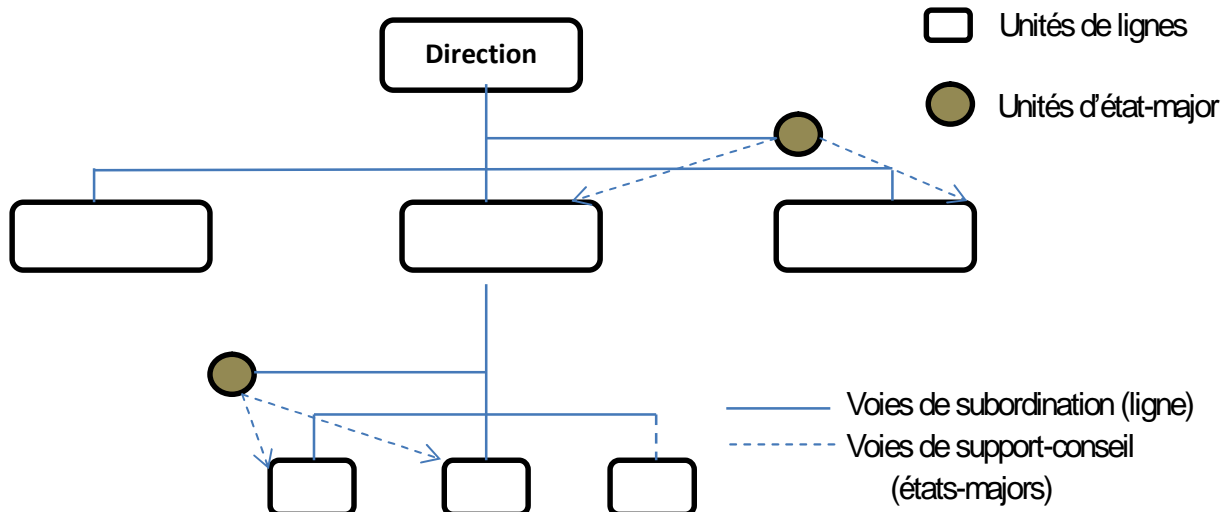 Direction
Unités de lignes
Unités d'état-major
Voies de subordination (ligne)
Voies de support-conseil
(états-majors)